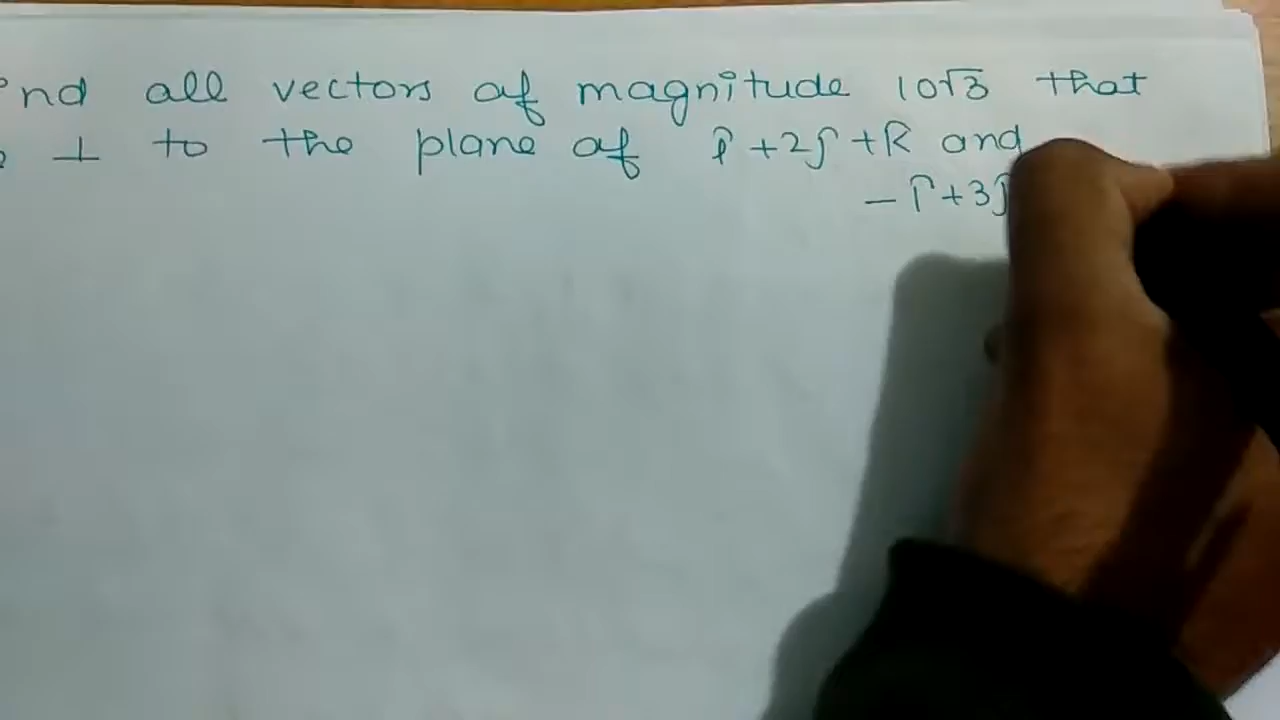 nd all vectors of magnitude 10√3 that
⊥ to the plane of î + 2ĵ + k̂ and
- î + 3ĵ